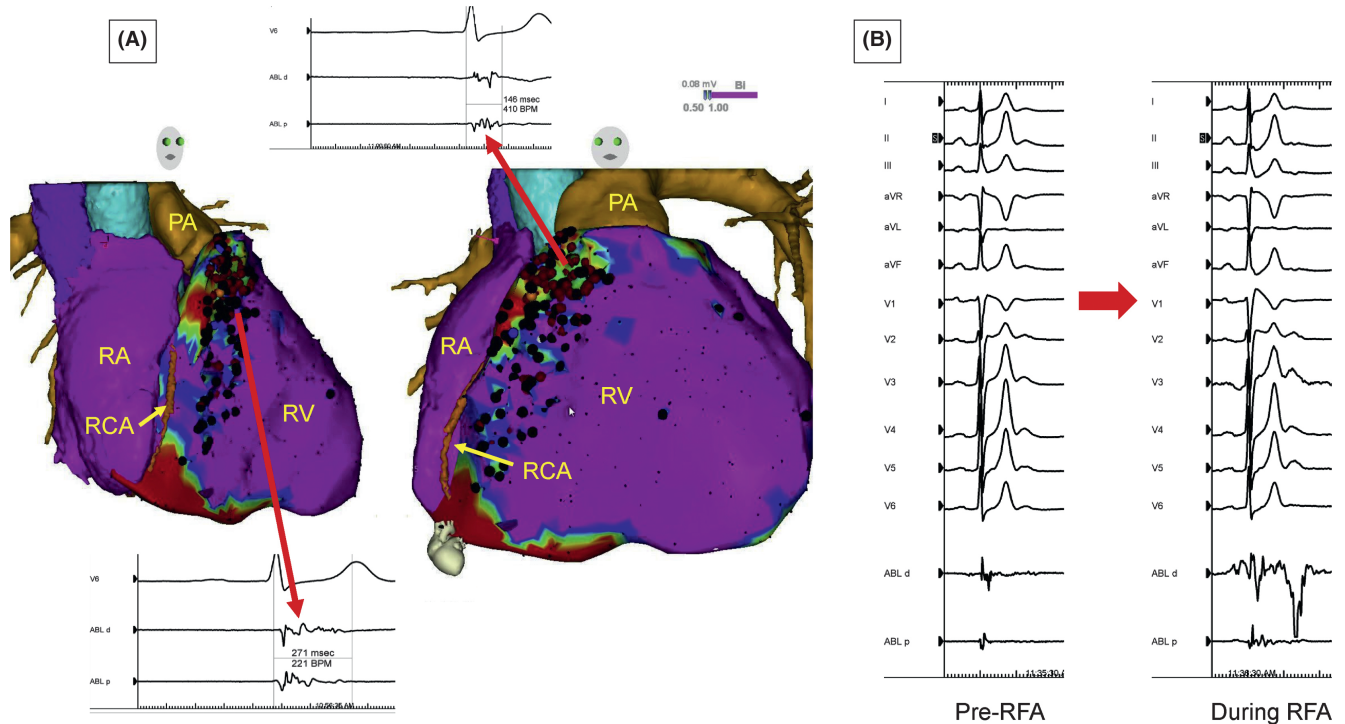 (A)
V6
ABL d
ABL p
146 msec
410 BPM
0.08 mV
Bi
0.50 1.00
PA
RA
RCA
RV
PA
RA
RV
RCA
V6
ABL d
ABL p
271 msec
221 BPM
(B)
I
II
III
aVR
aVL
aVF
V1
V2
V3
V4
V5
V6
ABL d
ABL p
Pre-RFA
I
II
III
aVR
aVL
aVF
V1
V2
V3
V4
V5
V6
ABL d
ABL p
During RFA